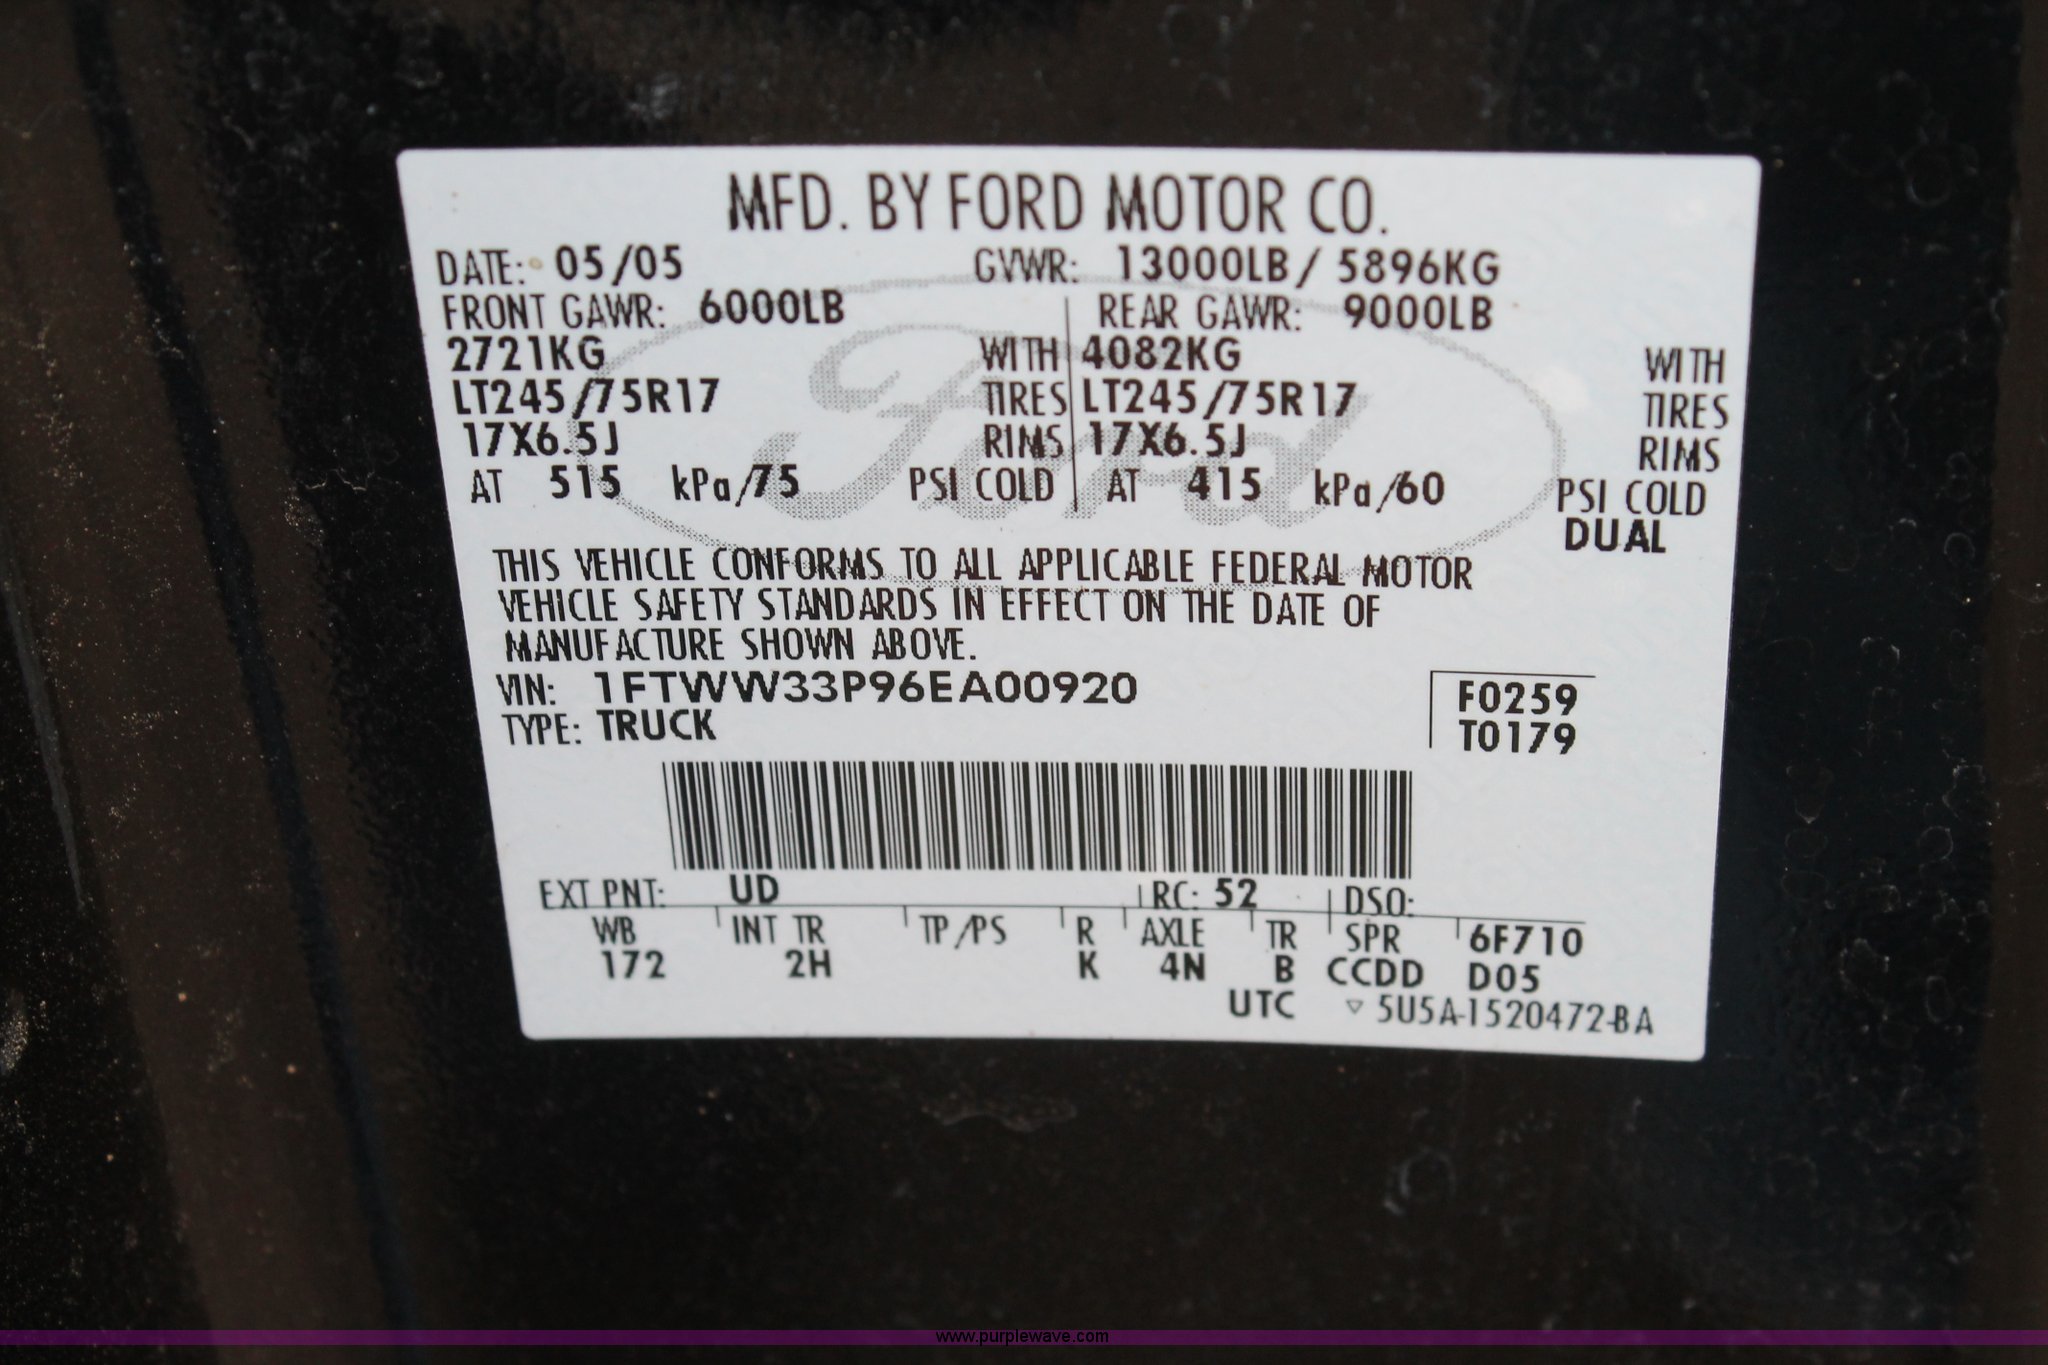 MFD. BY FORD MOTOR CO.
DATE: 05/05 GVWR: 13000LB/ 5896KG
FRONT GAWR: 6000LB REAR GAWR: 9000LB
2721KG WITH 4082KG WITH
LT245/75R17 TIRES LT245/75R17 TIRES
17X6.5J RIMS 17X6.5J RIMS
AT 515 kPa/75 PSI COLD AT 415 kPa/60 PSI COLD
DUAL
Ford
THIS VEHICLE CONFORMS TO ALL APPLICABLE FEDERAL MOTOR
VEHICLE SAFETY STANDARDS IN EFFECT ON THE DATE OF
MANUFACTURE SHOWN ABOVE.
VIN: 1FTWW33P96EA00920 F0259
TYPE: TRUCK T0179
EXT PNT: UD RC: 52 DSO:
WB INT TR TP/PS R AXLE TR SPR 6F710
172 2H K 4N B CCDD D05
UTC ▽ 5U5A-1520472-BA
www.purplewave.com